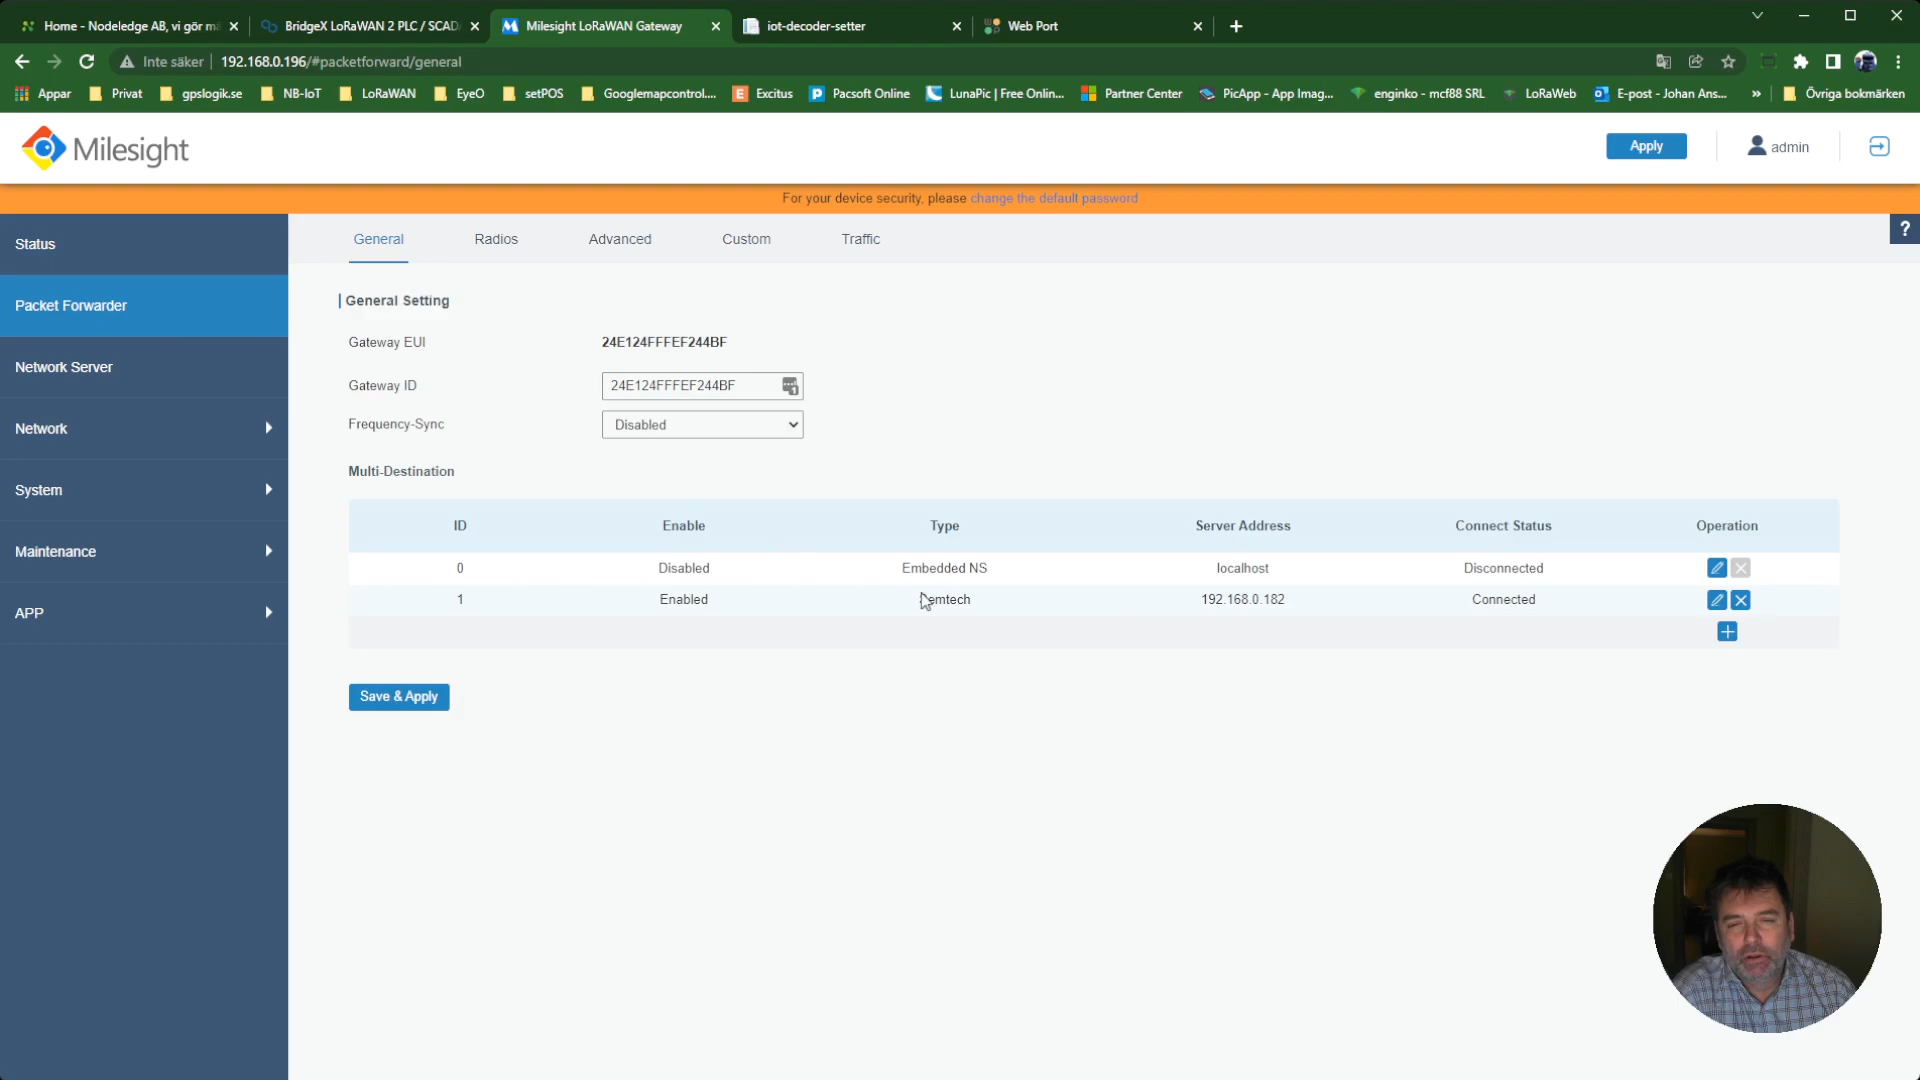 Home - Nodeledge AB, vi gör mä
BridgeX LoRaWAN 2 PLC / SCAD
Milesight LoRaWAN Gateway
iot-decoder-setter
Web Port
Inte säker
192.168.0.196/#packetforward/general
Appar
Privat
gpslogik.se
NB-IoT
LoRaWAN
EyeO
setPOS
Googlemapcontrol....
Excitus
Pacsoft Online
LunaPic | Free Onlin...
Partner Center
PicApp - App Imag...
enginko - mcf88 SRL
LoRaWeb
E-post - Johan Ans...
»
Övriga bokmärken
Milesight
Apply
admin
For your device security, please change the default password
Status
Packet Forwarder
Network Server
Network
System
Maintenance
APP
General
Radios
Advanced
Custom
Traffic
?
General Setting
Gateway EUI
24E124FFFEF244BF
Gateway ID
24E124FFFEF244BF
Frequency-Sync
Disabled
Multi-Destination
ID Enable Type Server Address Connect Status Operation
0 Disabled Embedded NS localhost Disconnected
1 Enabled Semtech 192.168.0.182 Connected
Save & Apply